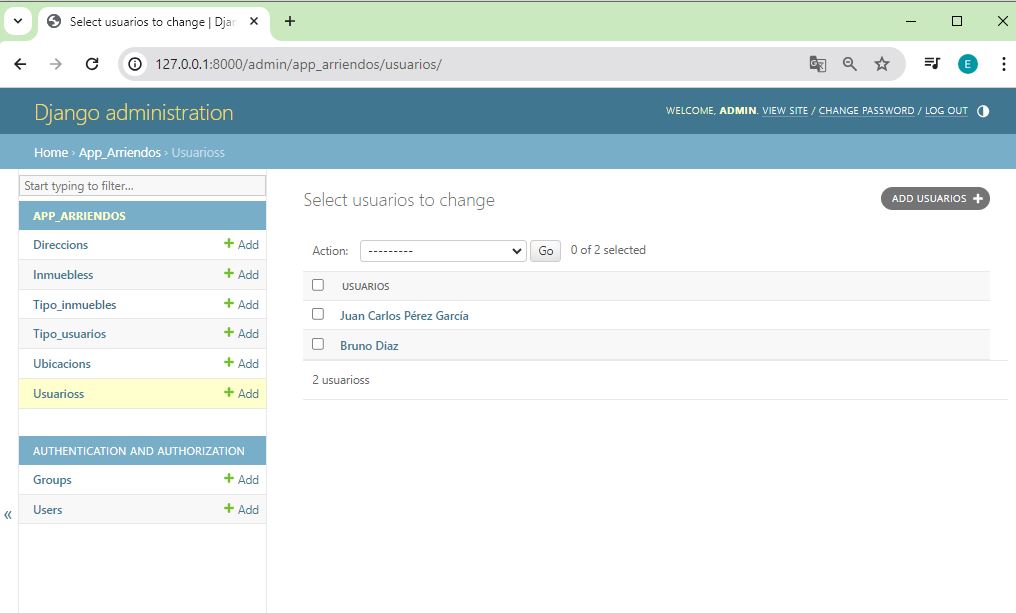 Select usuarios to change | Djan
127.0.0.1:8000/admin/app_arriendos/usuarios/
E
Django administration
WELCOME, ADMIN. VIEW SITE / CHANGE PASSWORD / LOG OUT
Home › App_Arriendos › Usuarioss
Start typing to filter...
APP_ARRIENDOS
Direccions + Add
Inmuebless + Add
Tipo_inmuebles + Add
Tipo_usuarios + Add
Ubicacions + Add
Usuarioss + Add
AUTHENTICATION AND AUTHORIZATION
Groups + Add
Users + Add
«
Select usuarios to change
ADD USUARIOS +
Action: --------- Go 0 of 2 selected
USUARIOS
Juan Carlos Pérez García
Bruno Diaz
2 usuarioss